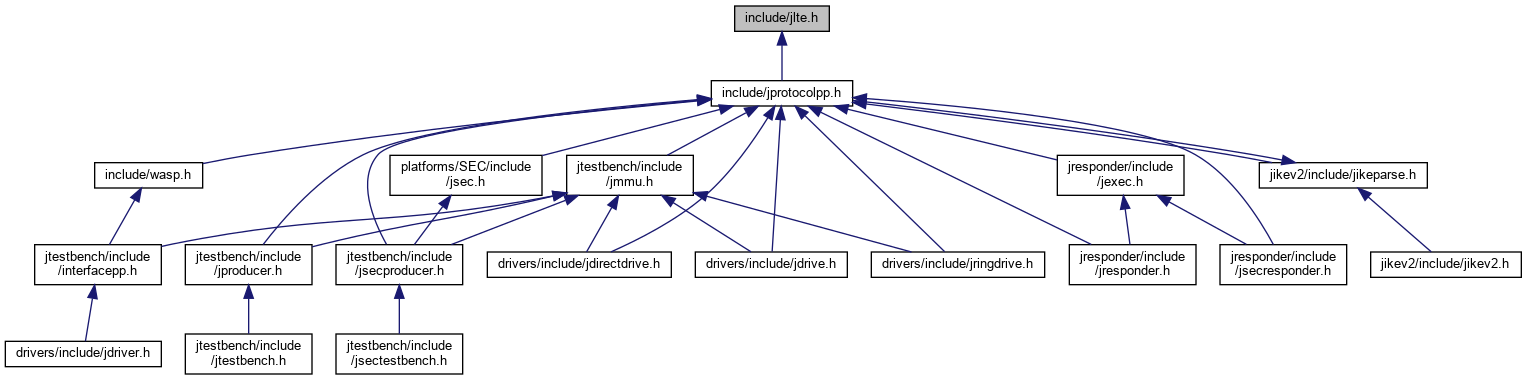 include/jlte.h
include/jprotocolpp.h
include/wasp.h
platforms/SEC/include
/jsec.h
jtestbench/include
/jmmu.h
jresponder/include
/jexec.h
jikev2/include/jikeparse.h
jtestbench/include
/interfacepp.h
jtestbench/include
/jproducer.h
jtestbench/include
/jsecproducer.h
drivers/include/jdirectdrive.h
drivers/include/jdrive.h
drivers/include/jringdrive.h
jresponder/include
/jresponder.h
jresponder/include
/jsecresponder.h
jikev2/include/jikev2.h
drivers/include/jdriver.h
jtestbench/include
/jtestbench.h
jtestbench/include
/jsectestbench.h